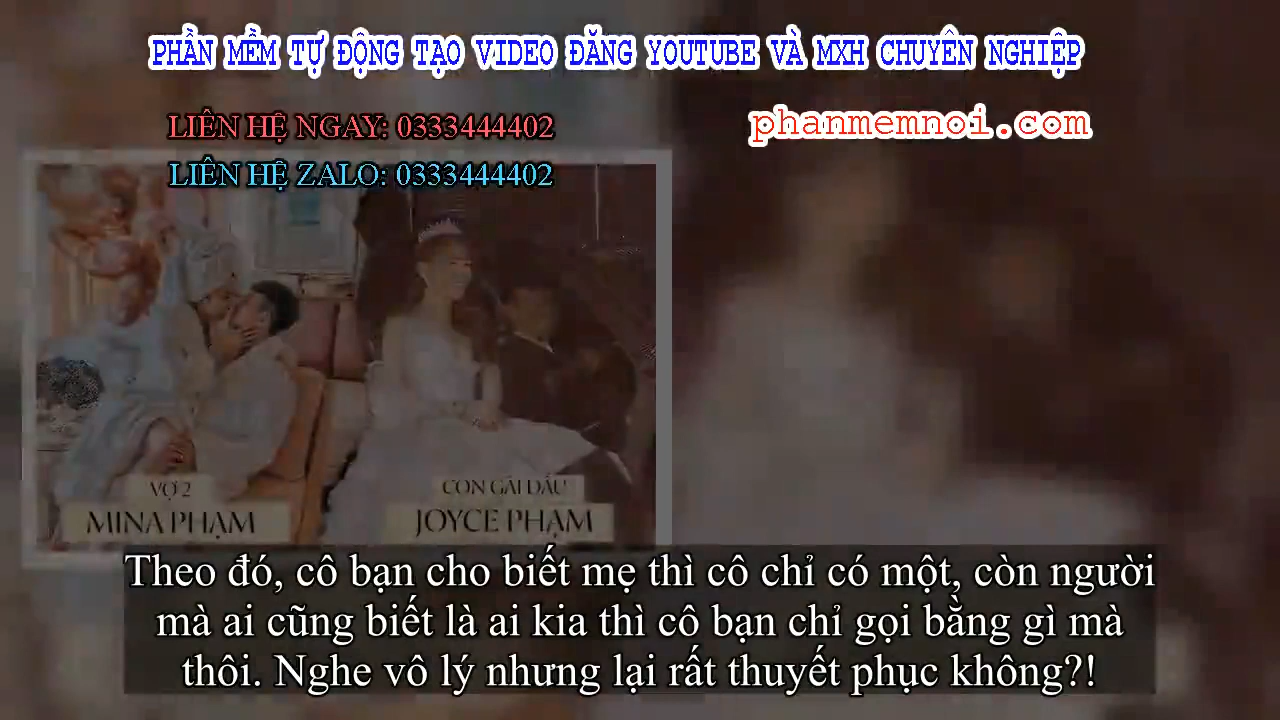 PHẦN MỀM TỰ ĐỘNG TẠO VIDEO ĐĂNG YOUTUBE VÀ MXH CHUYÊN NGHIỆP
LIÊN HỆ NGAY: 0333444402
phanmemnoi.com
LIÊN HỆ ZALO: 0333444402
VỢ 2
MINA PHẠM
CON GÁI ĐẦU
JOYCE PHẠM
Theo đó, cô bạn cho biết mẹ thì cô chỉ có một, còn người
mà ai cũng biết là ai kia thì cô bạn chỉ gọi bằng gì mà
thôi. Nghe vô lý nhưng lại rất thuyết phục không?!